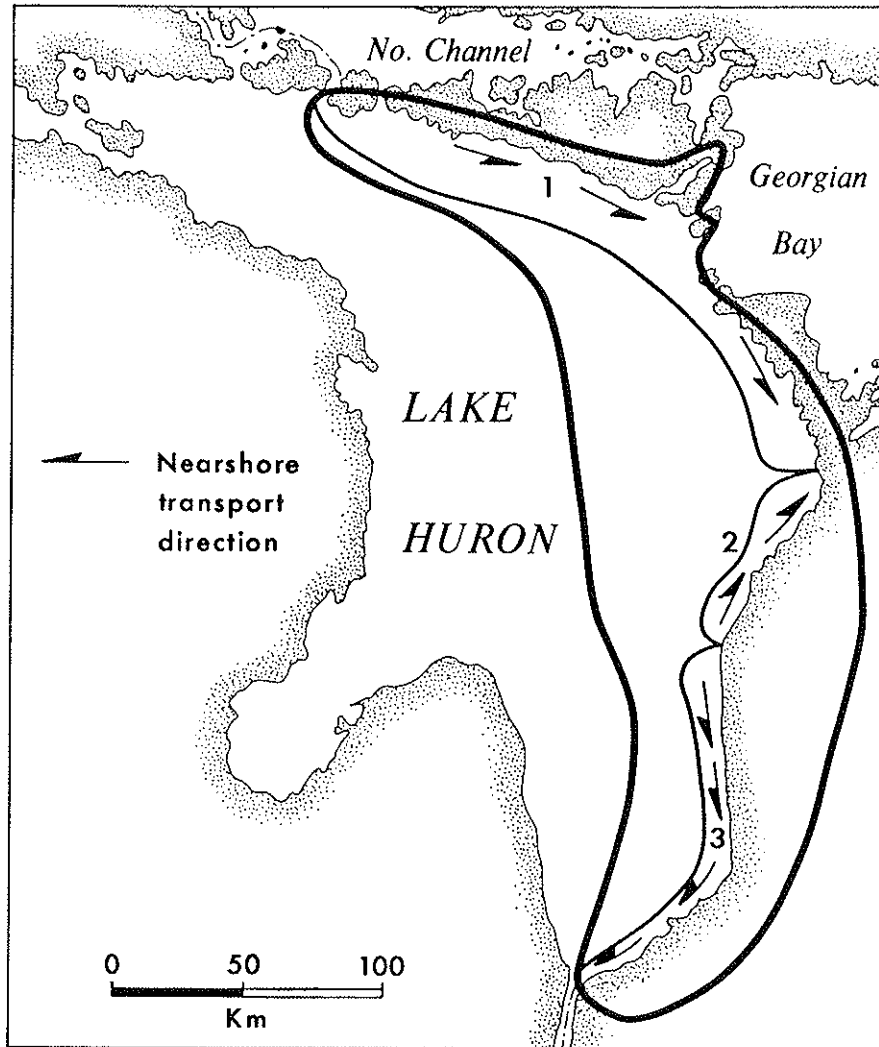 No. Channel
1
Georgian
Bay
LAKE
Nearshore
transport
direction
HURON
2
3
0 50 100
Km